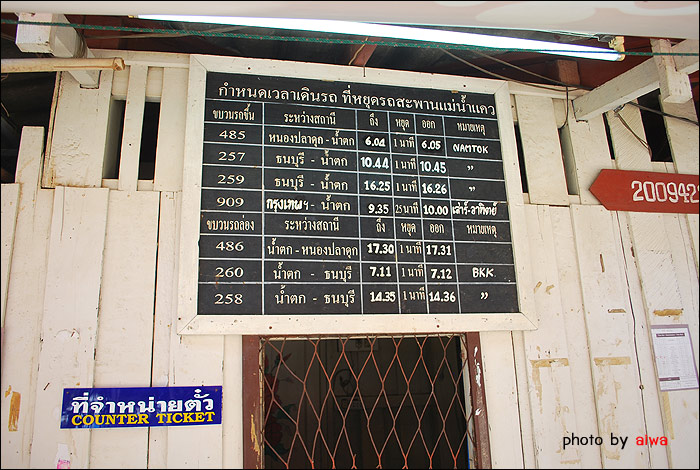 กำหนดเวลาเดินรถ ที่หยุดรถสะพานแม่น้ำแคว
ขบวนรถขึ้น ระหว่างสถานี ถึง หยุด ออก หมายเหตุ
485 หนองปลาดุก - น้ำตก 6.04 1 นาที 6.05 NAMTOK
257 ธนบุรี - น้ำตก 10.44 1 นาที 10.45 "
259 ธนบุรี - น้ำตก 16.25 1 นาที 16.26 "
909 กรุงเทพฯ - น้ำตก 9.35 25 นาที 10.00 เสาร์-อาทิตย์
ขบวนรถล่อง ระหว่างสถานี ถึง หยุด ออก หมายเหตุ
486 น้ำตก - หนองปลาดุก 17.30 1 นาที 17.31
260 น้ำตก - ธนบุรี 7.11 1 นาที 7.12 BKK.
258 น้ำตก - ธนบุรี 14.35 1 นาที 14.36 "
2009422
ที่จำหน่ายตั๋ว
COUNTER TICKET
photo by aiwa